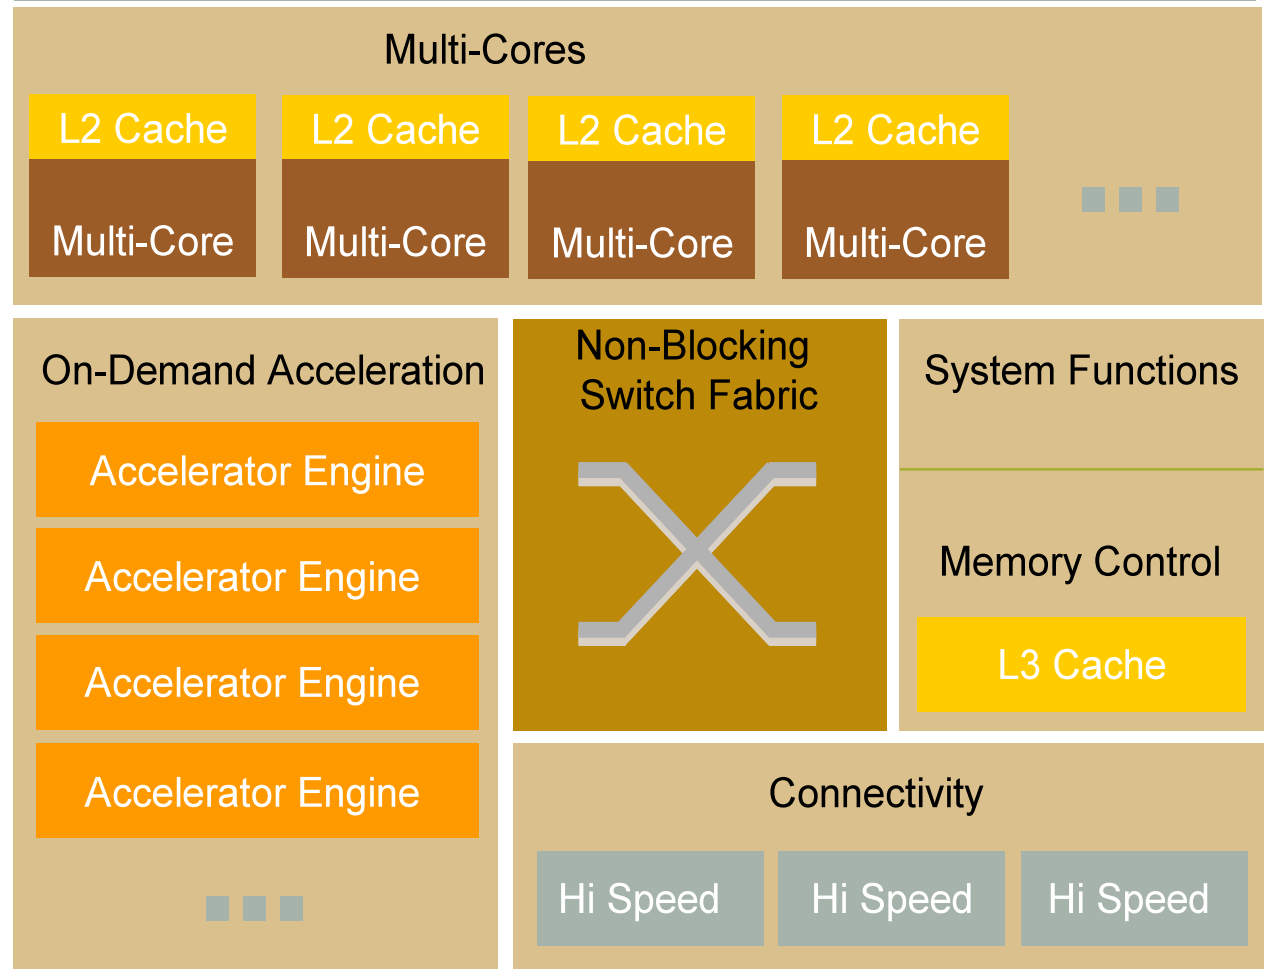 Multi-Cores
L2 Cache
L2 Cache
L2 Cache
L2 Cache
Multi-Core
Multi-Core
Multi-Core
Multi-Core
On-Demand Acceleration
Accelerator Engine
Accelerator Engine
Accelerator Engine
Accelerator Engine
Non-Blocking
Switch Fabric
System Functions
Memory Control
L3 Cache
Connectivity
Hi Speed
Hi Speed
Hi Speed